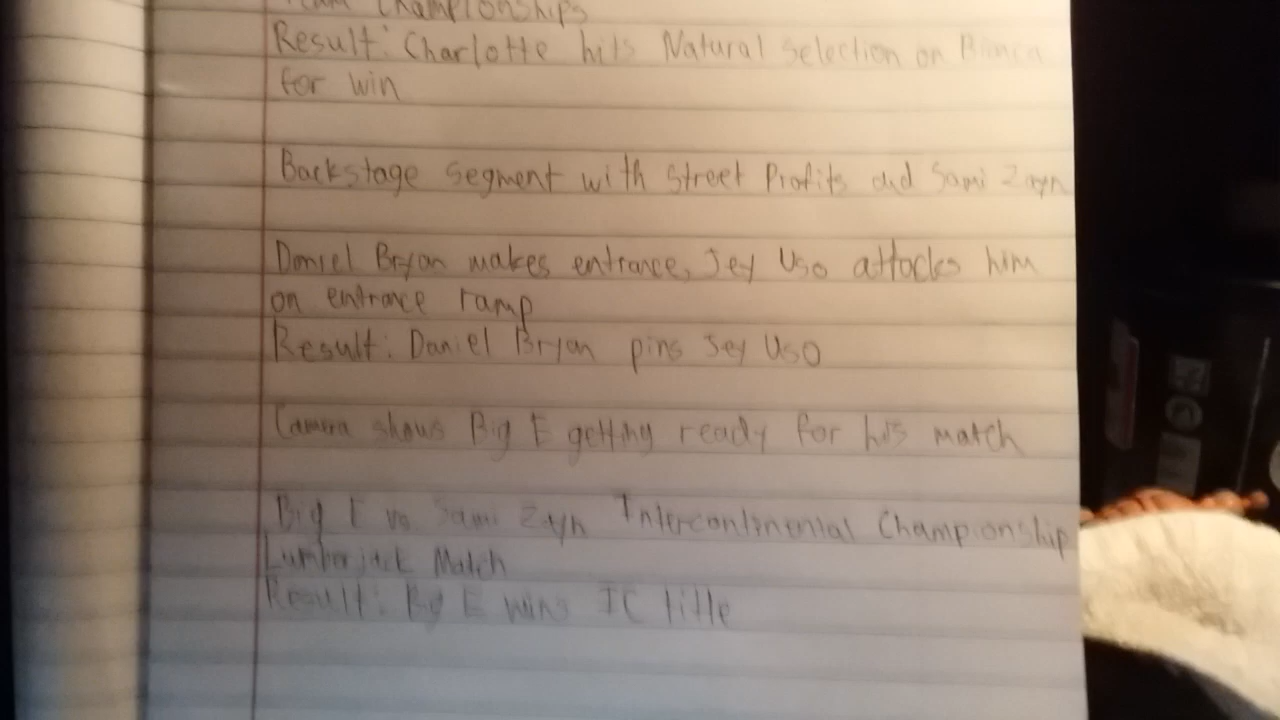 Team Championships
Result: Charlotte hits Natural Selection on Bianca
for win
Backstage segment with Street Profits and Sami Zayn
Daniel Bryan makes entrance, Jey Uso attacks him
on entrance ramp
Result: Daniel Bryan pins Jey Uso
Camera shows Big E getting ready for his match
Big E vs Sami Zayn Intercontinental Championship
Lumberjack Match
Result: Big E wins IC title